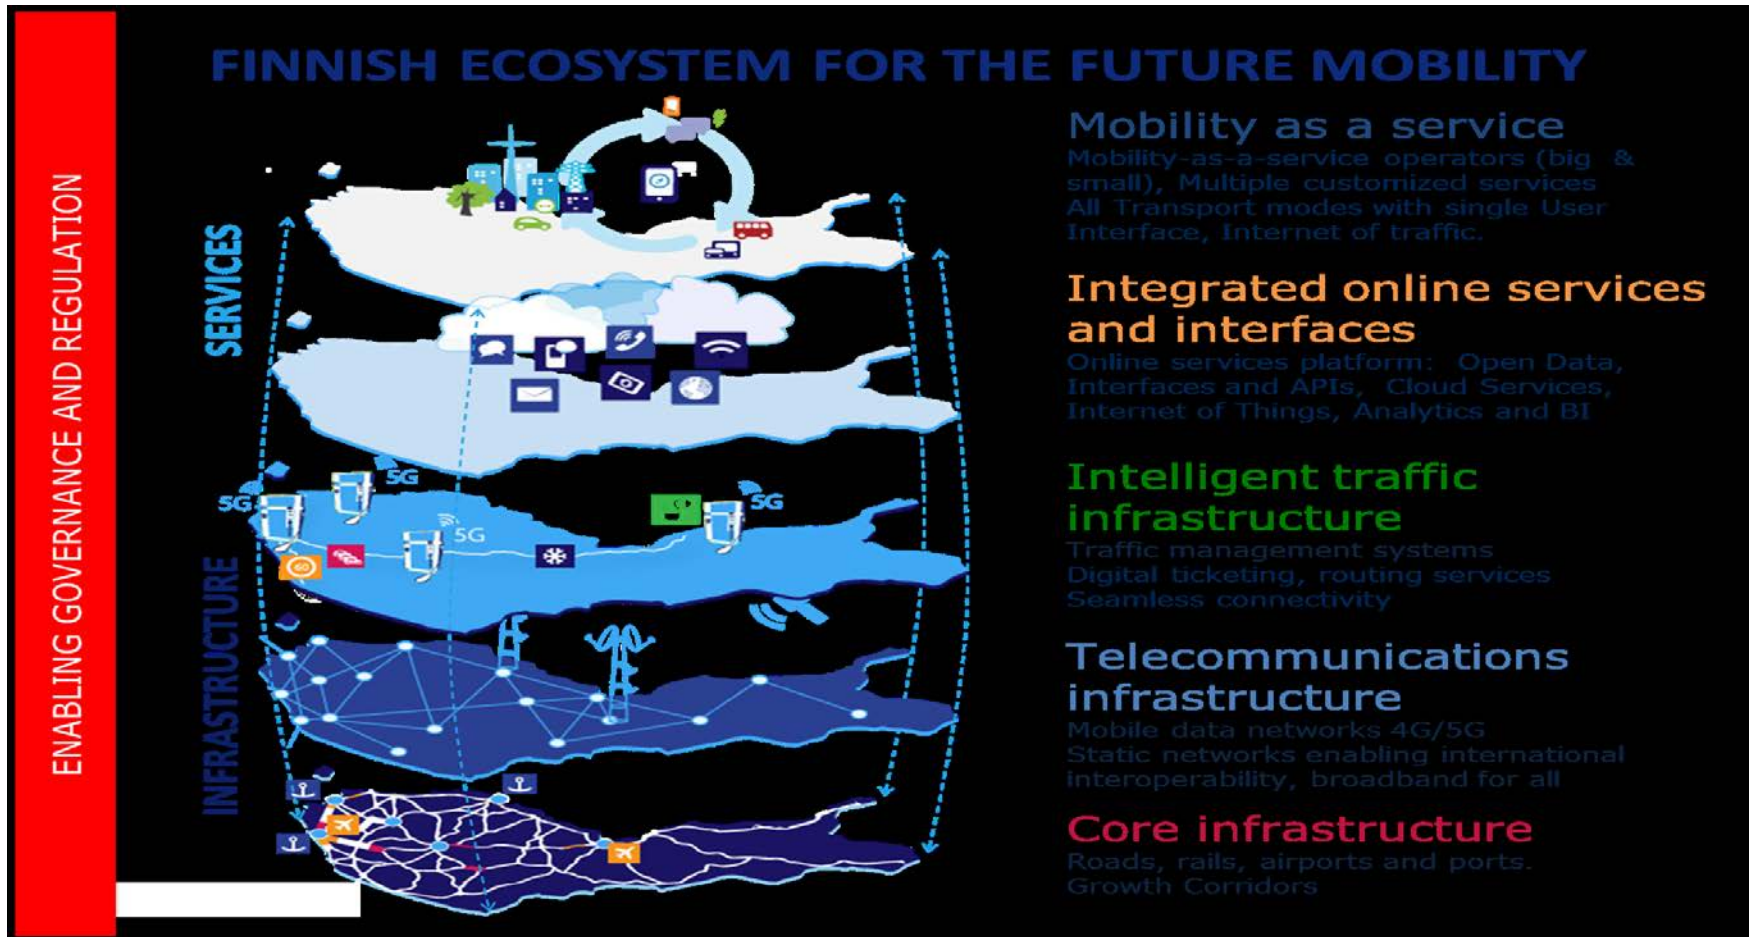 FINNISH ECOSYSTEM FOR THE FUTURE MOBILITY
ENABLING GOVERNANCE AND REGULATION
SERVICES
INFRASTRUCTURE
Mobility as a service
Mobility-as-a-service operators (big & 
small), Multiple customized services
All Transport modes with single User
Interface, Internet of traffic.
Integrated online services
and interfaces
Online services platform: Open Data,
Interfaces and APIs, Cloud Services,
Internet of Things, Analytics and BI
5G
5G
5G
5G
60
Intelligent traffic
infrastructure
Traffic management systems
Digital ticketing, routing services
Seamless connectivity
Telecommunications
infrastructure
Mobile data networks 4G/5G
Static networks enabling international
interoperability, broadband for all
Core infrastructure
Roads, rails, airports and ports.
Growth Corridors